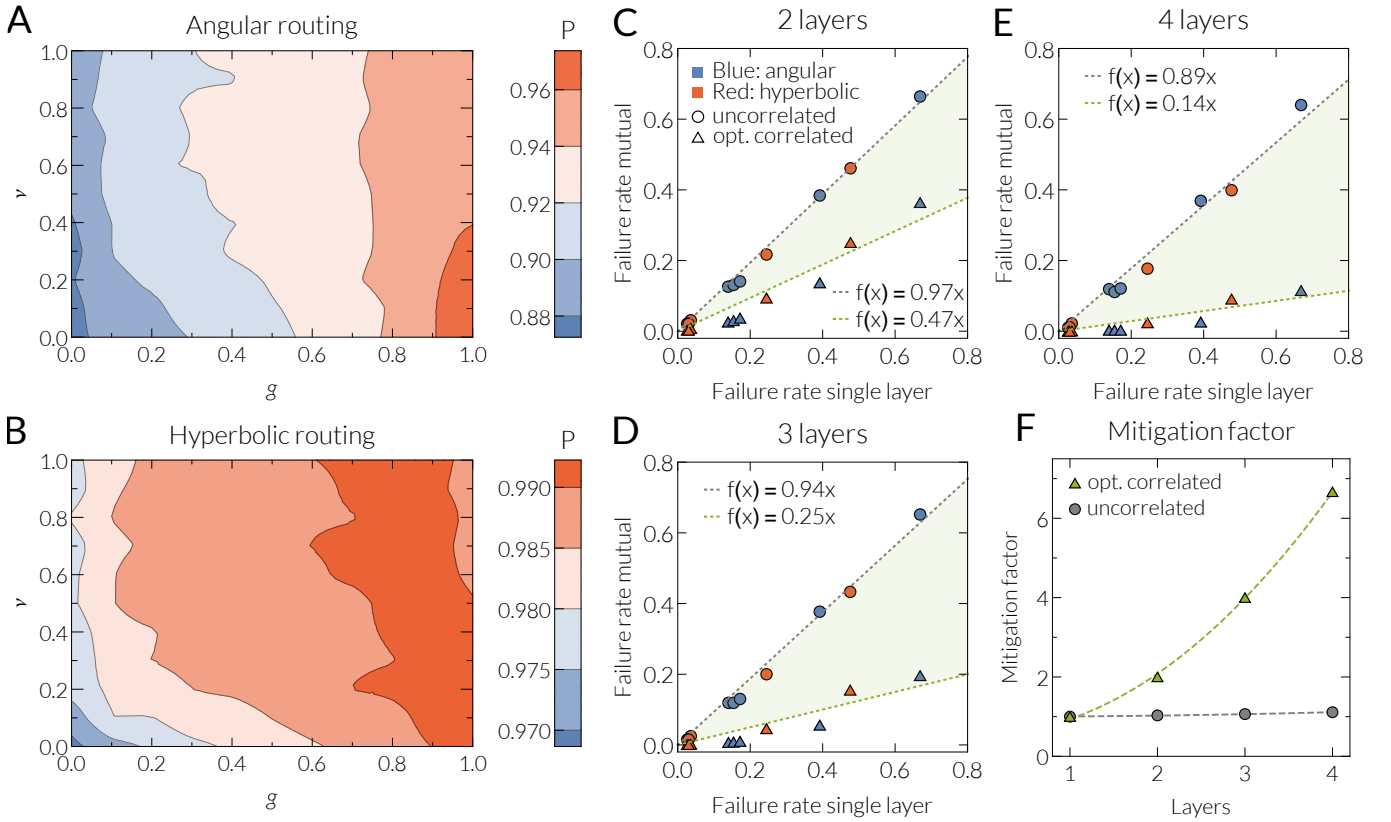 A
Angular routing
P
1.0
0.8
0.6
0.4
0.2
0.0
ν
0.0 0.2 0.4 0.6 0.8 1.0
g
0.96
0.94
0.92
0.90
0.88
B
Hyperbolic routing
P
1.0
0.8
0.6
0.4
0.2
0.0
ν
0.0 0.2 0.4 0.6 0.8 1.0
g
0.990
0.985
0.980
0.975
0.970
C
2 layers
Failure rate mutual
0.8
0.6
0.4
0.2
0.0
Blue: angular
Red: hyperbolic
uncorrelated
opt. correlated
f(x) = 0.97x
f(x) = 0.47x
0.0 0.2 0.4 0.6 0.8
Failure rate single layer
E
4 layers
Failure rate mutual
0.8
0.6
0.4
0.2
0.0
f(x) = 0.89x
f(x) = 0.14x
0.0 0.2 0.4 0.6 0.8
Failure rate single layer
D
3 layers
Failure rate mutual
0.8
0.6
0.4
0.2
0.0
f(x) = 0.94x
f(x) = 0.25x
0.0 0.2 0.4 0.6 0.8
Failure rate single layer
F
Mitigation factor
Mitigation factor
6
4
2
0
opt. correlated
uncorrelated
1 2 3 4
Layers